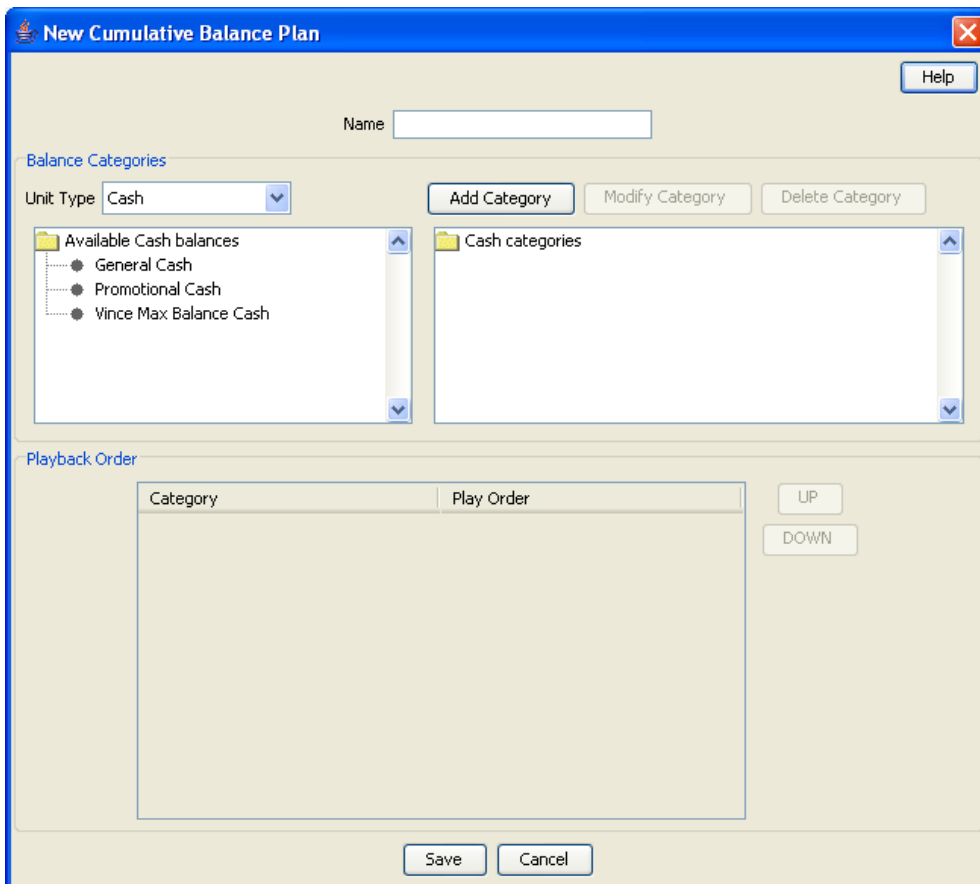 New Cumulative Balance Plan
Help
Name
Balance Categories
Unit Type Cash
Add Category Modify Category Delete Category
Available Cash balances
General Cash
Promotional Cash
Vince Max Balance Cash
Cash categories
Playback Order
Category Play Order
UP
DOWN
Save Cancel